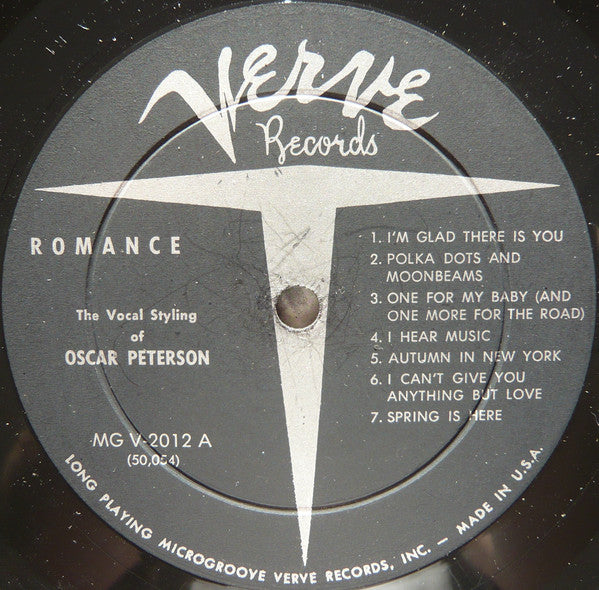 Verve
Records
ROMANCE
The Vocal Styling
of
OSCAR PETERSON
MG V-2012 A
(50,054)
1. I'M GLAD THERE IS YOU
2. POLKA DOTS AND
MOONBEAMS
3. ONE FOR MY BABY (AND
ONE MORE FOR THE ROAD)
4. I HEAR MUSIC
5. AUTUMN IN NEW YORK
6. I CAN'T GIVE YOU
ANYTHING BUT LOVE
7. SPRING IS HERE
LONG PLAYING MICROGROOVE VERVE RECORDS, INC. — MADE IN U.S.A.